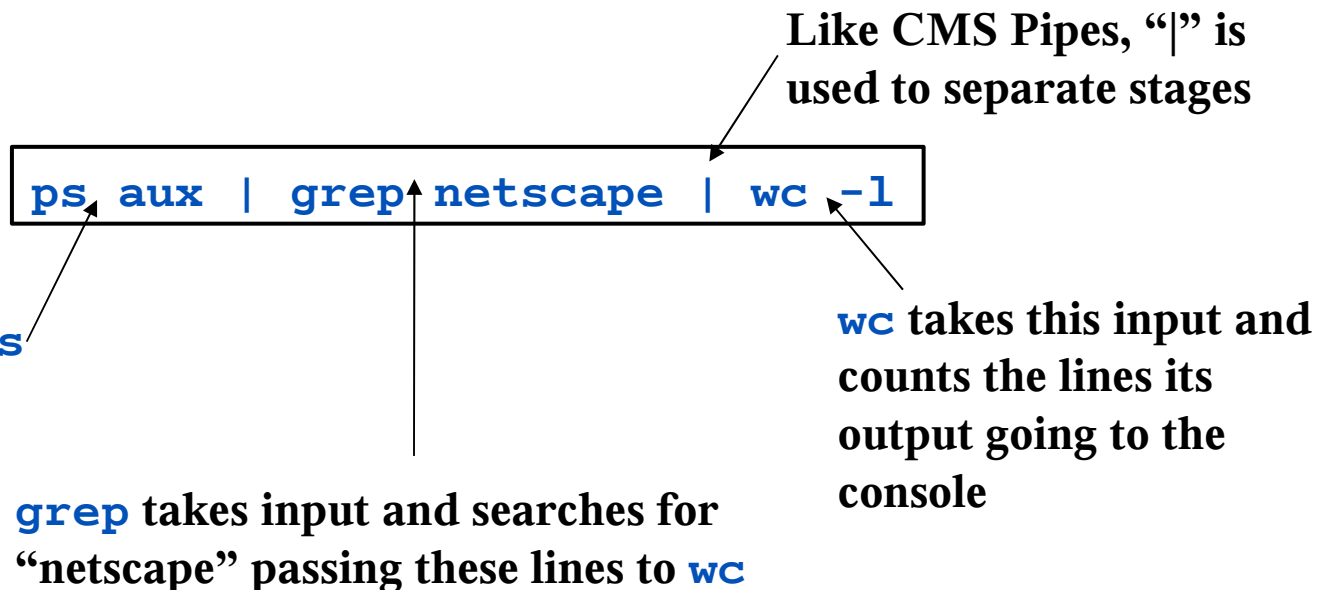 Like CMS Pipes, “|” is
used to separate stages
ps aux | grep netscape | wc -l
s
wc takes this input and
counts the lines its
output going to the
console
grep takes input and searches for
“netscape” passing these lines to wc